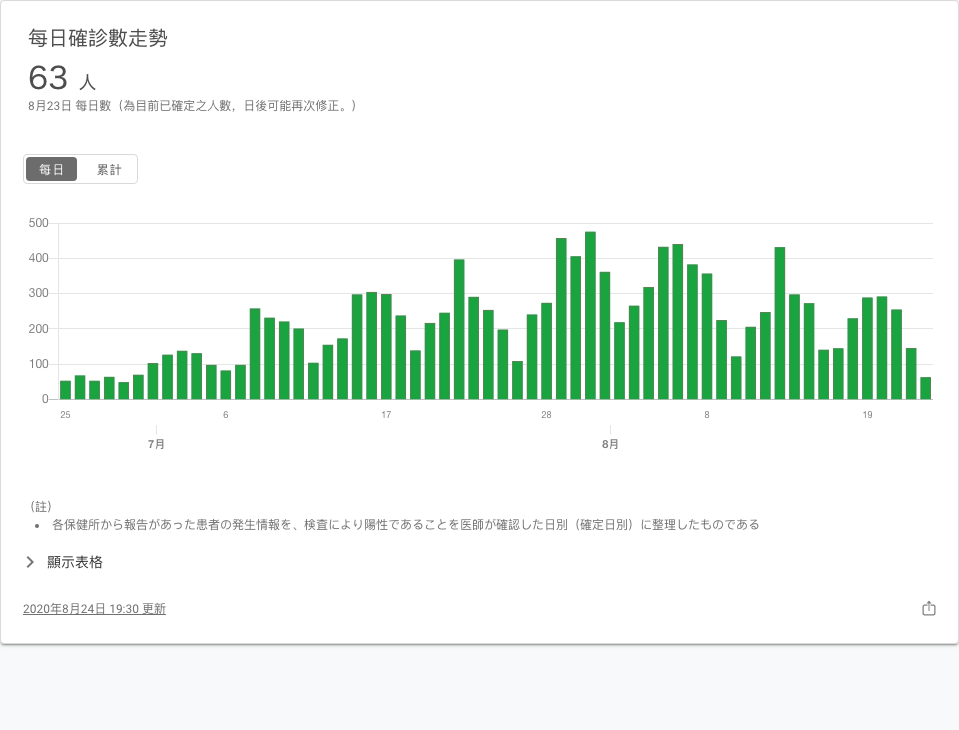 每日確診數走勢
63 人
8月23日 每日數（為目前已確定之人數，日後可能再次修正。）
每日 累計
500
400
300
200
100
0
25 6 17 28 8 19
7月 8月
（註）
• 各保健所から報告があった患者の発生情報を、検査により陽性であることを医師が確認した日別（確定日別）に整理したものである
顯示表格
2020年8月24日 19:30 更新